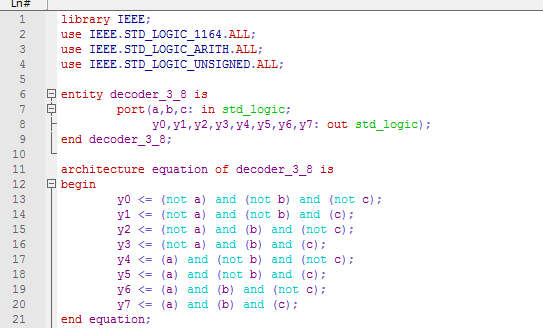 Ln#
1 library IEEE;
2 use IEEE.STD_LOGIC_1164.ALL;
3 use IEEE.STD_LOGIC_ARITH.ALL;
4 use IEEE.STD_LOGIC_UNSIGNED.ALL;
5
6 entity decoder_3_8 is
7 port(a,b,c: in std_logic;
8 y0,y1,y2,y3,y4,y5,y6,y7: out std_logic);
9 end decoder_3_8;
10
11 architecture equation of decoder_3_8 is
12 begin
13 y0 <= (not a) and (not b) and (not c);
14 y1 <= (not a) and (not b) and (c);
15 y2 <= (not a) and (b) and (not c);
16 y3 <= (not a) and (b) and (c);
17 y4 <= (a) and (not b) and (not c);
18 y5 <= (a) and (not b) and (c);
19 y6 <= (a) and (b) and (not c);
20 y7 <= (a) and (b) and (c);
21 end equation;